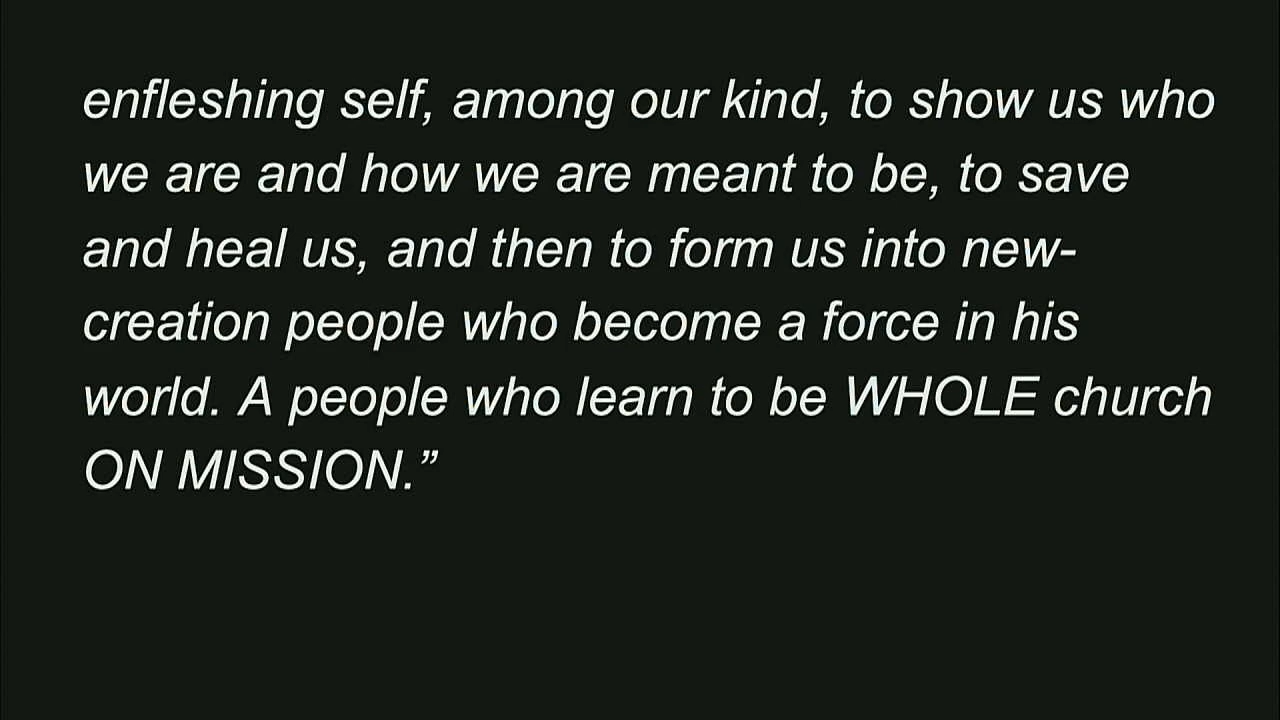 enfleshing self, among our kind, to show us who
we are and how we are meant to be, to save
and heal us, and then to form us into new-
creation people who become a force in his
world. A people who learn to be WHOLE church
ON MISSION.”